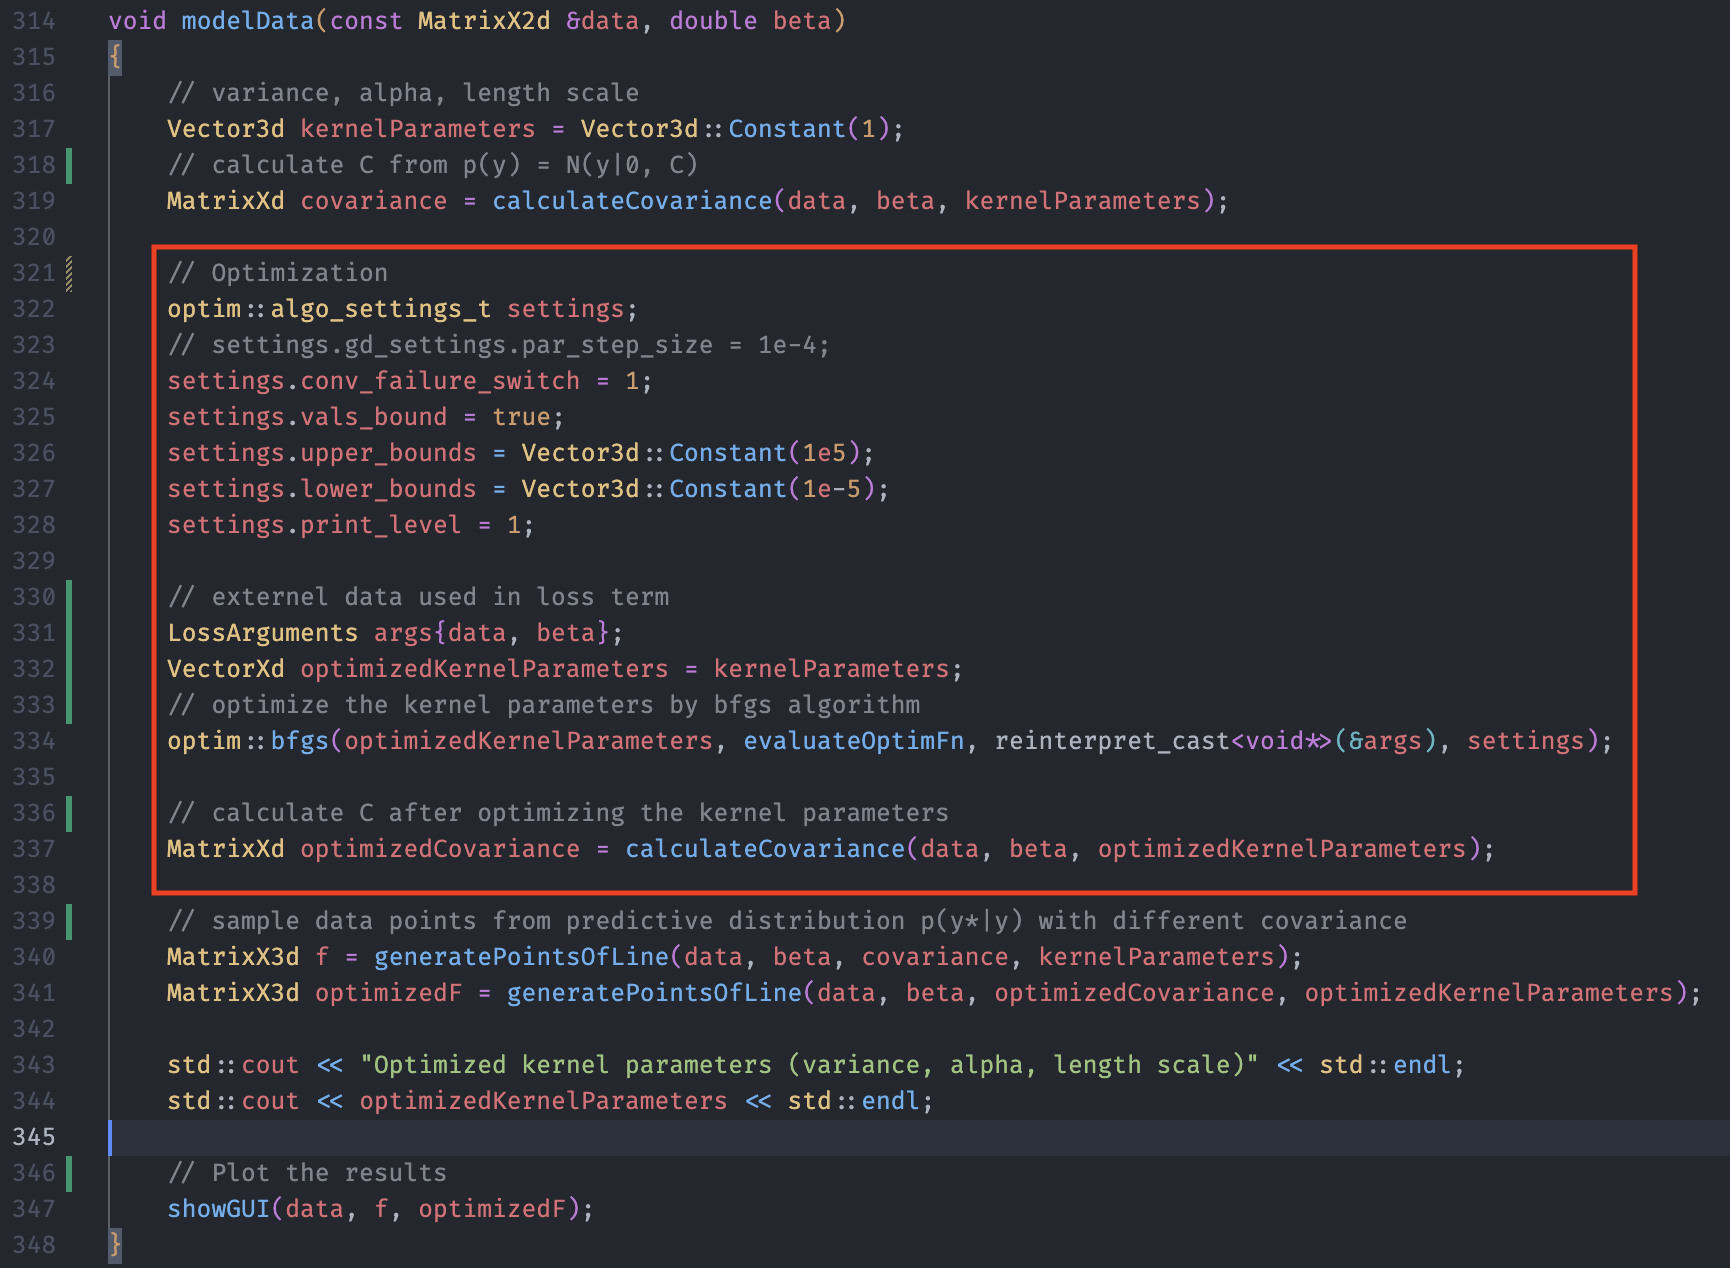 314 void modelData(const MatrixX2d &data, double beta)
315 {
316 // variance, alpha, length scale
317 Vector3d kernelParameters = Vector3d::Constant(1);
318 // calculate C from p(y) = N(y|0, C)
319 MatrixXd covariance = calculateCovariance(data, beta, kernelParameters);
320
321 // Optimization
322 optim::algo_settings_t settings;
323 // settings.gd_settings.par_step_size = 1e-4;
324 settings.conv_failure_switch = 1;
325 settings.vals_bound = true;
326 settings.upper_bounds = Vector3d::Constant(1e5);
327 settings.lower_bounds = Vector3d::Constant(1e-5);
328 settings.print_level = 1;
329
330 // externel data used in loss term
331 LossArguments args{data, beta};
332 VectorXd optimizedKernelParameters = kernelParameters;
333 // optimize the kernel parameters by bfgs algorithm
334 optim::bfgs(optimizedKernelParameters, evaluateOptimFn, reinterpret_cast<void*>(&args), settings);
335
336 // calculate C after optimizing the kernel parameters
337 MatrixXd optimizedCovariance = calculateCovariance(data, beta, optimizedKernelParameters);
338
339 // sample data points from predictive distribution p(y*|y) with different covariance
340 MatrixX3d f = generatePointsOfLine(data, beta, covariance, kernelParameters);
341 MatrixX3d optimizedF = generatePointsOfLine(data, beta, optimizedCovariance, optimizedKernelParameters);
342
343 std::cout << "Optimized kernel parameters (variance, alpha, length scale)" << std::endl;
344 std::cout << optimizedKernelParameters << std::endl;
345
346 // Plot the results
347 showGUI(data, f, optimizedF);
348 }